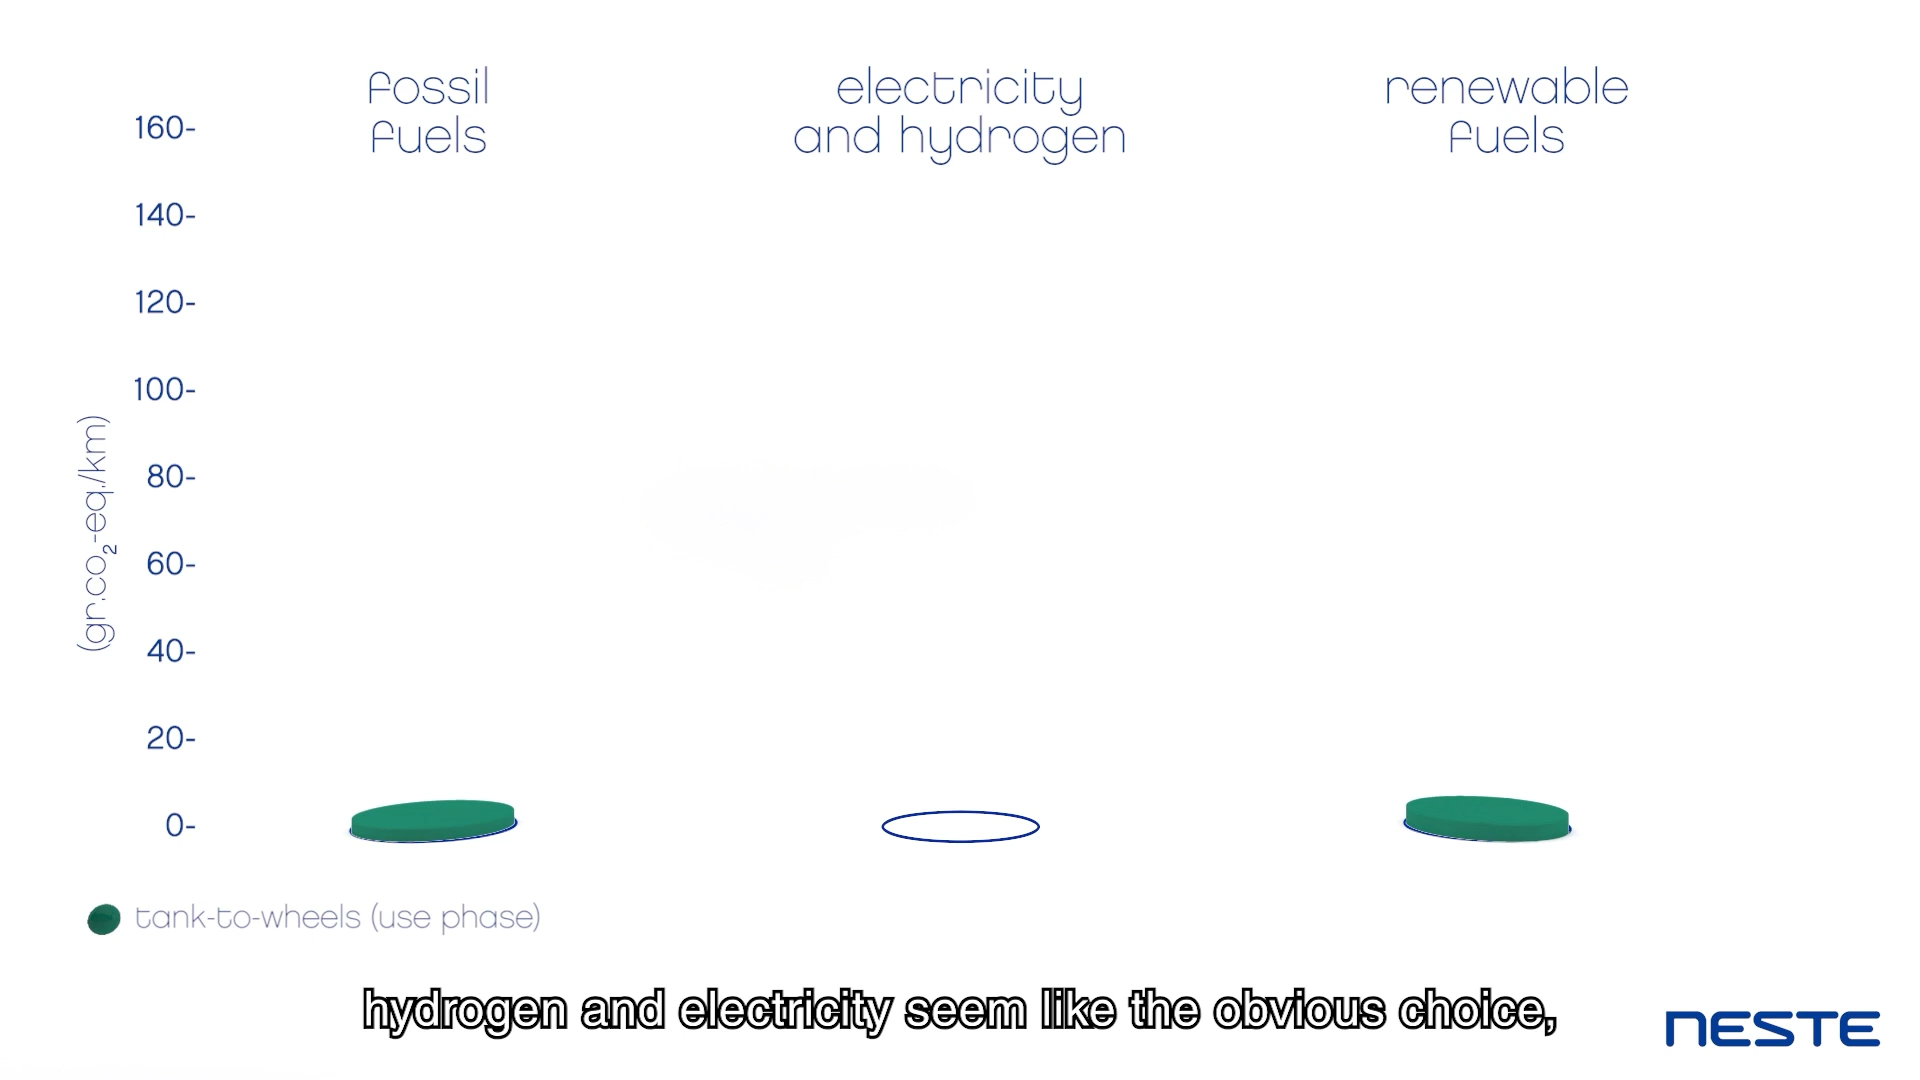 fossil
fuels
electricity
and hydrogen
renewable
fuels
160-
140-
120-
100-
80-
60-
40-
20-
0-
(gr.co₂-eq./km)
tank-to-wheels (use phase)
hydrogen and electricity seem like the obvious choice,
NESTE